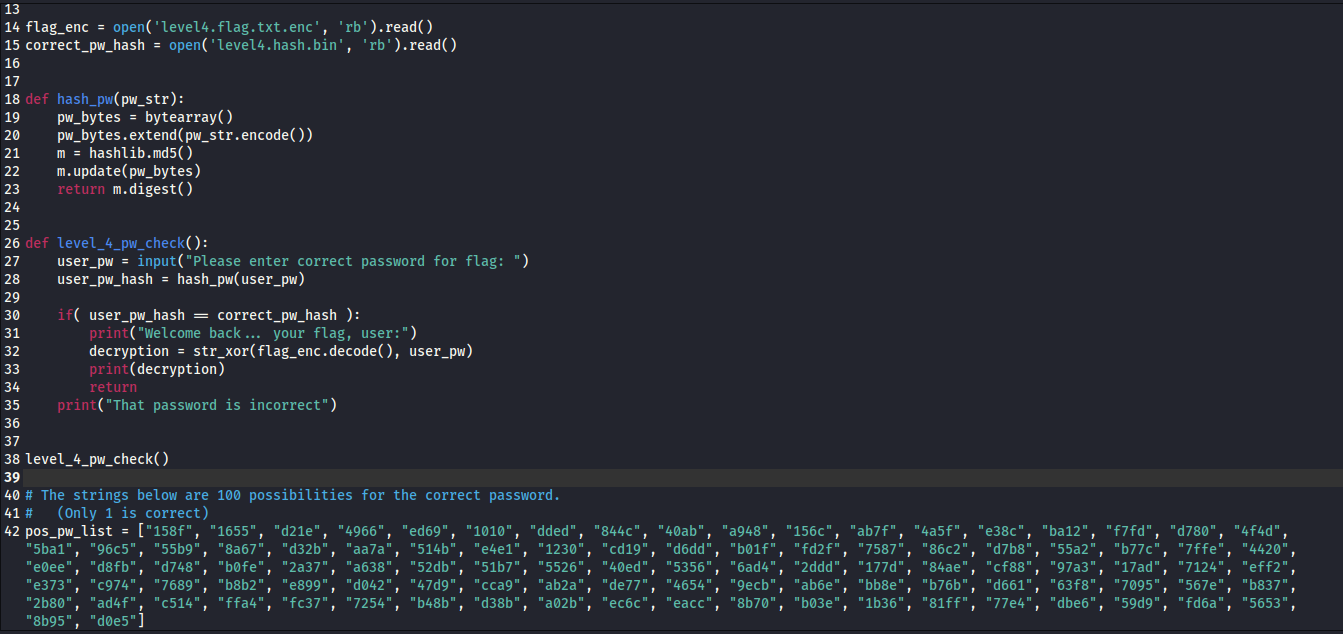 13
14 flag_enc = open('level4.flag.txt.enc', 'rb').read()
15 correct_pw_hash = open('level4.hash.bin', 'rb').read()
16
17
18 def hash_pw(pw_str):
19     pw_bytes = bytearray()
20     pw_bytes.extend(pw_str.encode())
21     m = hashlib.md5()
22     m.update(pw_bytes)
23     return m.digest()
24
25
26 def level_4_pw_check():
27     user_pw = input("Please enter correct password for flag: ")
28     user_pw_hash = hash_pw(user_pw)
29
30     if( user_pw_hash == correct_pw_hash ):
31         print("Welcome back... your flag, user:")
32         decryption = str_xor(flag_enc.decode(), user_pw)
33         print(decryption)
34         return
35     print("That password is incorrect")
36
37
38 level_4_pw_check()
39
40 # The strings below are 100 possibilities for the correct password.
41 #   (Only 1 is correct)
42 pos_pw_list = ["158f", "1655", "d21e", "4966", "ed69", "1010", "dded", "844c", "40ab", "a948", "156c", "ab7f", "4a5f", "e38c", "ba12", "f7fd", "d780", "4f4d",
"5ba1", "96c5", "55b9", "8a67", "d32b", "aa7a", "514b", "e4e1", "1230", "cd19", "d6dd", "b01f", "fd2f", "7587", "86c2", "d7b8", "55a2", "b77c", "7ffe", "4420",
"e0ee", "d8fb", "d748", "b0fe", "2a37", "a638", "52db", "51b7", "5526", "40ed", "5356", "6ad4", "2ddd", "177d", "84ae", "cf88", "97a3", "17ad", "7124", "eff2",
"e373", "c974", "7689", "b8b2", "e899", "d042", "47d9", "cca9", "ab2a", "de77", "4654", "9ecb", "ab6e", "bb8e", "b76b", "d661", "63f8", "7095", "567e", "b837",
"2b80", "ad4f", "c514", "ffa4", "fc37", "7254", "b48b", "d38b", "a02b", "ec6c", "eacc", "8b70", "b03e", "1b36", "81ff", "77e4", "dbe6", "59d9", "fd6a", "5653",
"8b95", "d0e5"]